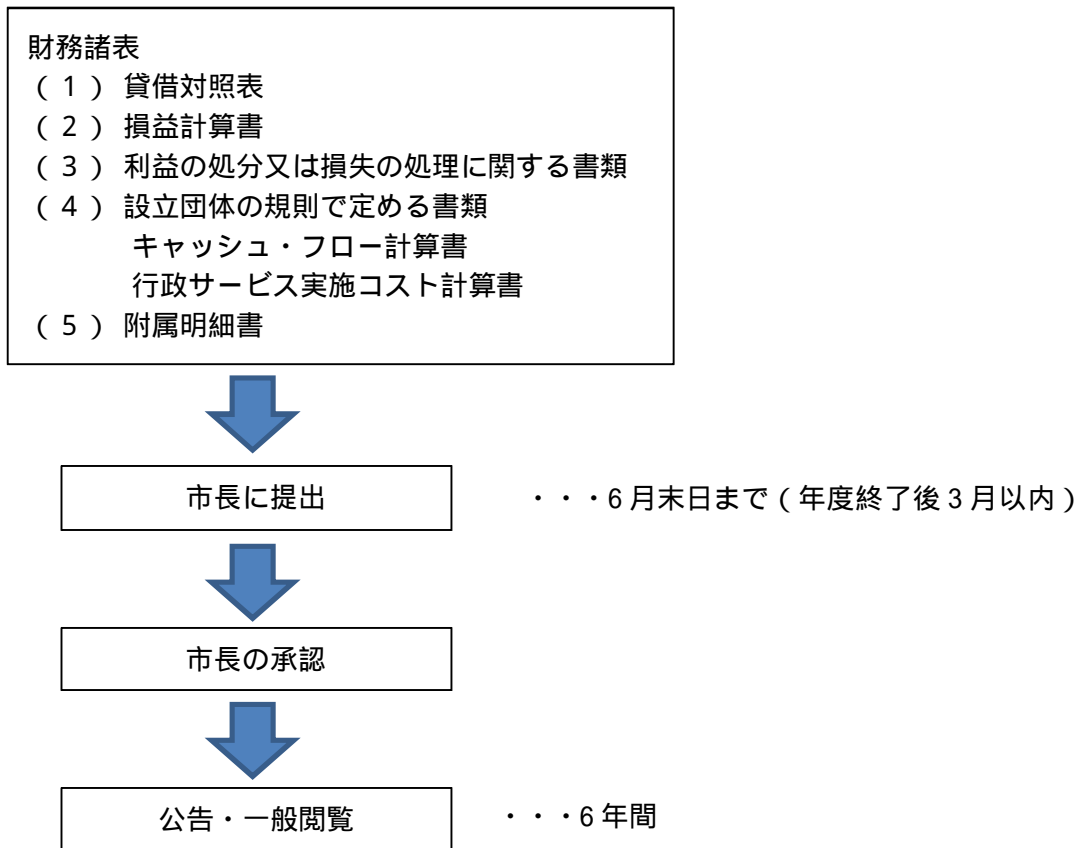 財務諸表
(1) 貸借対照表
(2) 損益計算書
(3) 利益の処分又は損失の処理に関する書類
(4) 設立団体の規則で定める書類
キャッシュ・フロー計算書
行政サービス実施コスト計算書
(5) 附属明細書
市長に提出 ・・・6月末日まで(年度終了後3月以内)
市長の承認
公告・一般閲覧 ・・・6年間